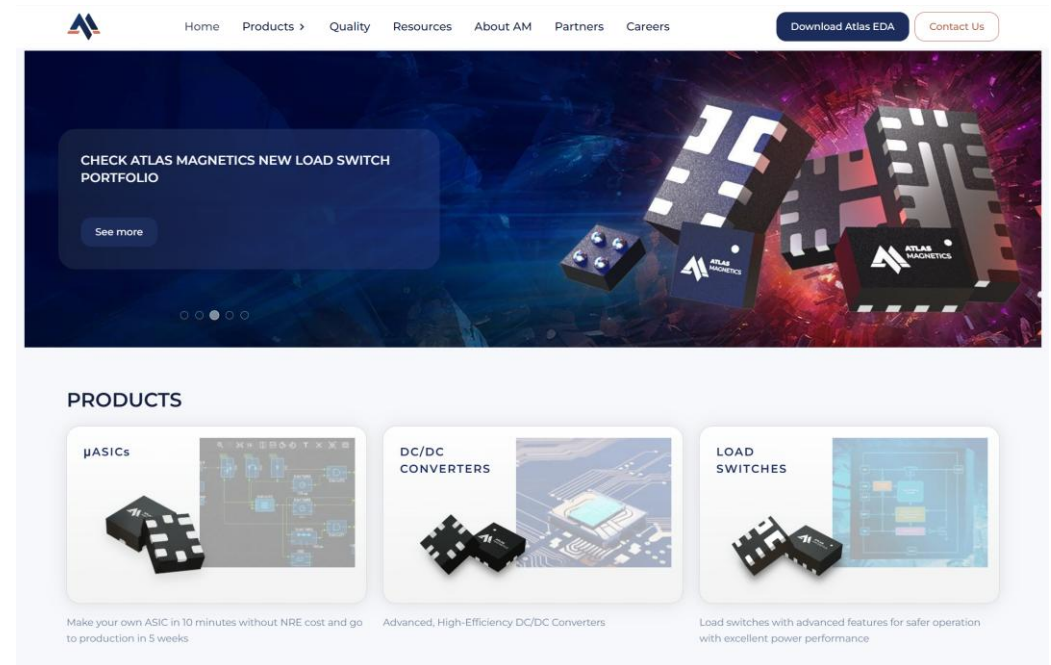 Home Products > Quality Resources About AM Partners Careers Download Atlas EDA Contact Us
CHECK ATLAS MAGNETICS NEW LOAD SWITCH
PORTFOLIO
See more
ATLAS
MAGNETICS
ATLAS
MAGNETICS
PRODUCTS
µASICs
DC/DC
CONVERTERS
LOAD
SWITCHES
Make your own ASIC in 10 minutes without NRE cost and go
to production in 5 weeks
Advanced, High-Efficiency DC/DC Converters
Load switches with advanced features for safer operation
with excellent power performance